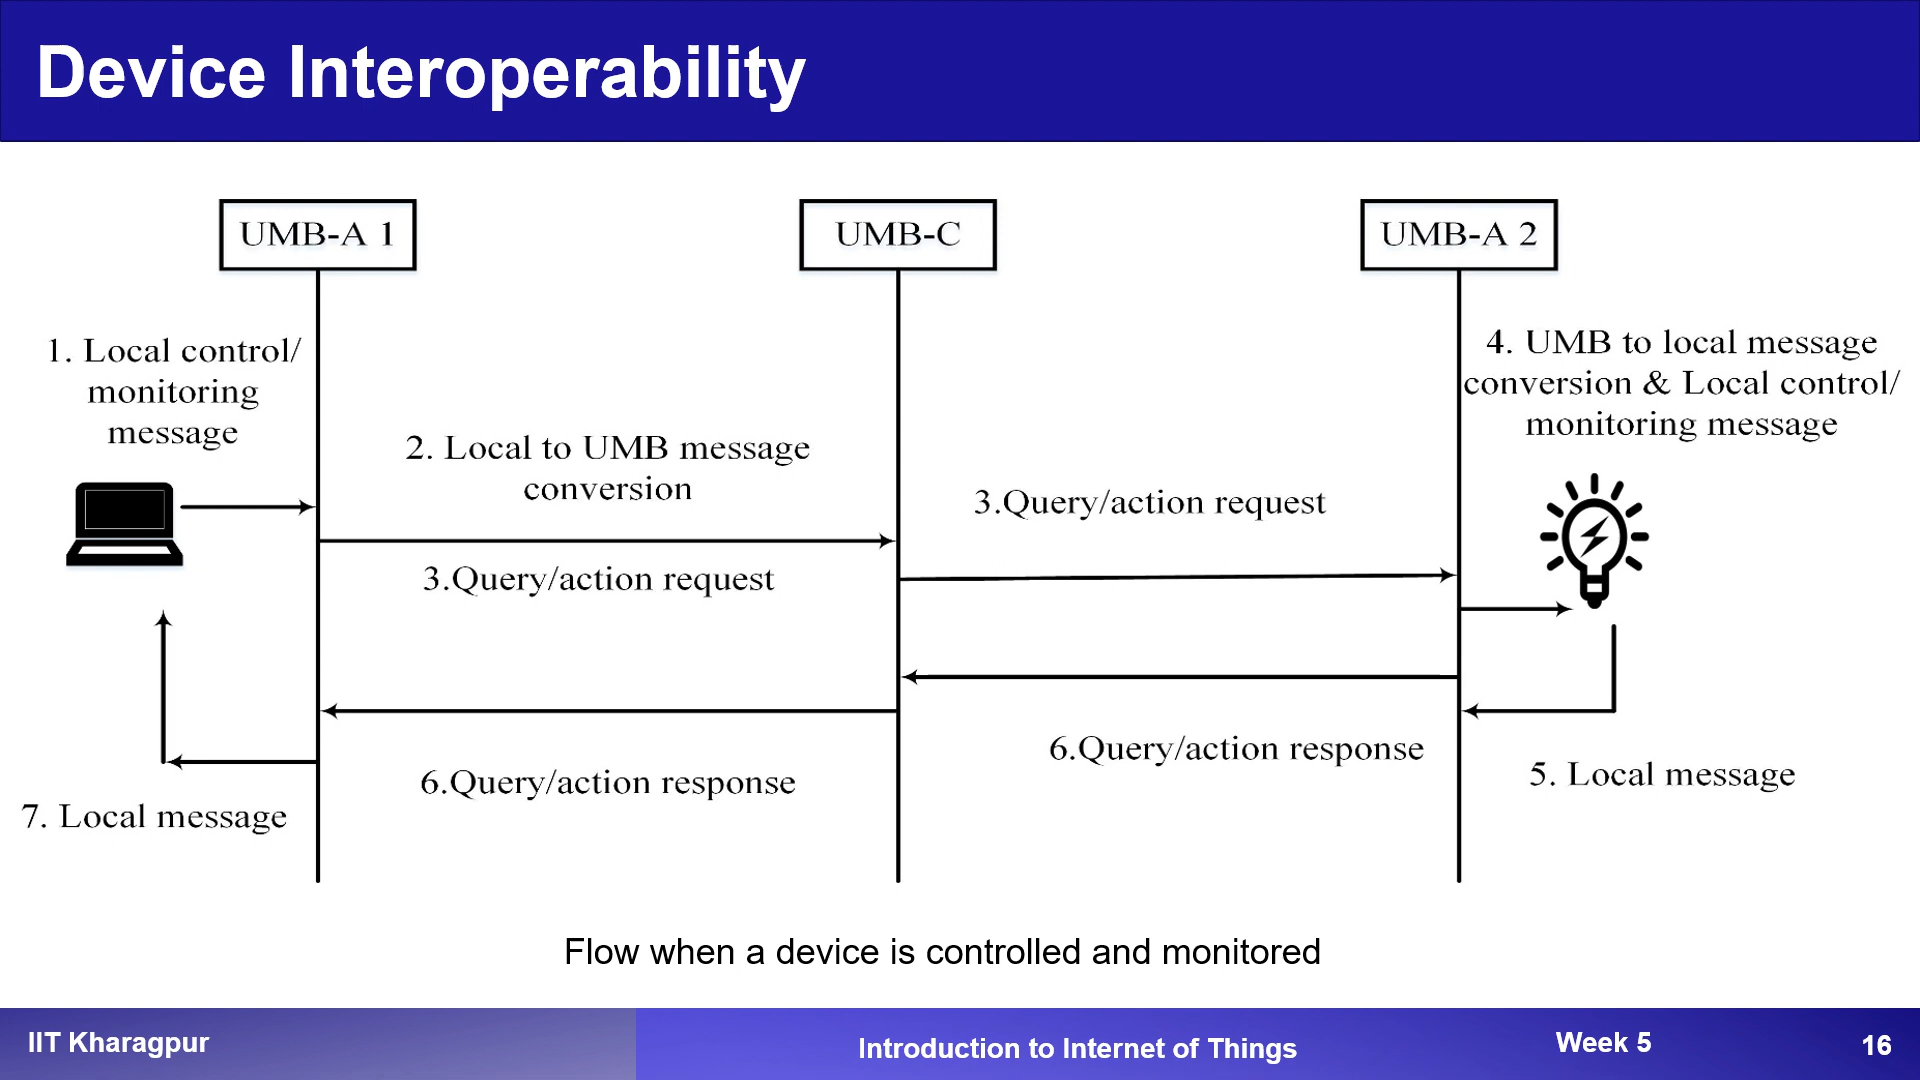 Device Interoperability
UMB-A 1
UMB-C
UMB-A 2
1. Local control/
monitoring
message
2. Local to UMB message
conversion
3.Query/action request
3.Query/action request
4. UMB to local message
conversion & Local control/
monitoring message
6.Query/action response
5. Local message
6.Query/action response
7. Local message
Flow when a device is controlled and monitored
IIT Kharagpur
Introduction to Internet of Things
Week 5
16